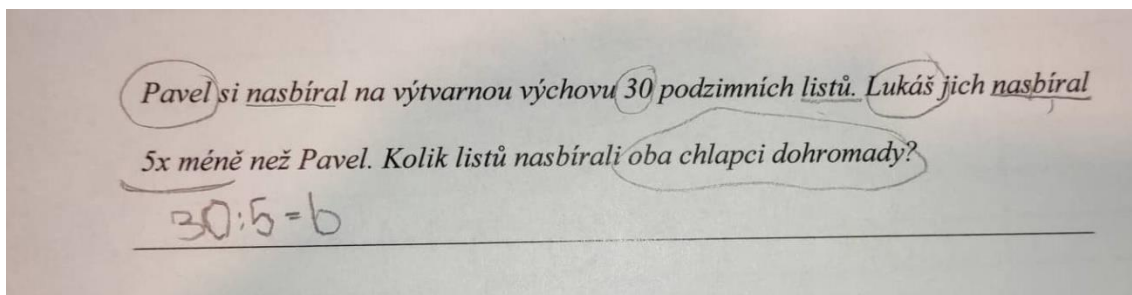 Pavel si nasbíral na výtvarnou výchovu 30 podzimních listů. Lukáš jich nasbíral
5x méně než Pavel. Kolik listů nasbírali oba chlapci dohromady?
30:5=6